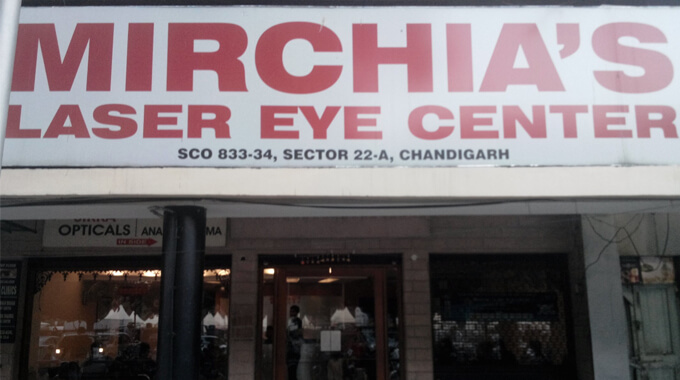 MIRCHIA'S
LASER EYE CENTER
SCO 833-34, SECTOR 22-A, CHANDIGARH
OPTICALS